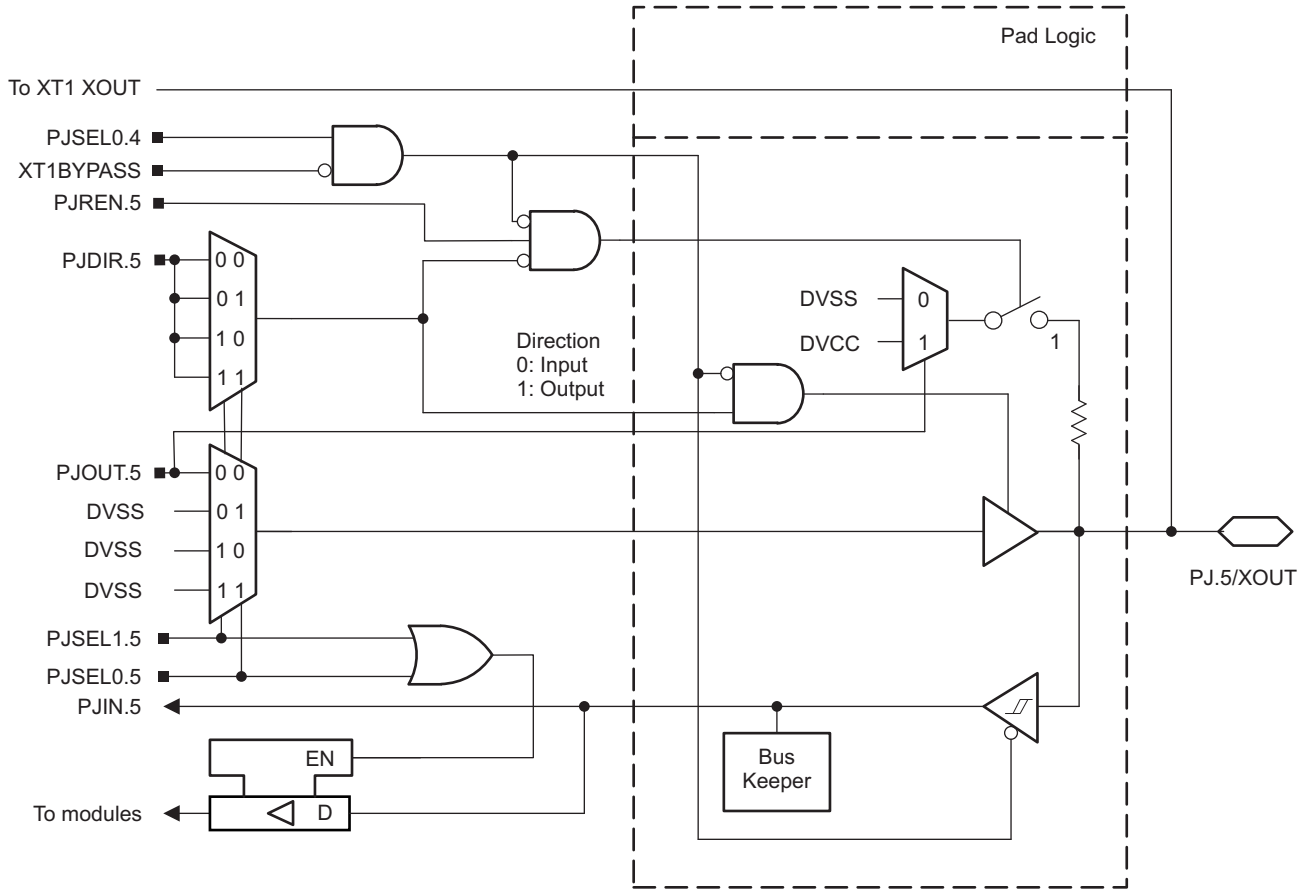 Pad Logic
To XT1 XOUT
PJSEL0.4
XT1BYPASS
PJREN.5
PJDIR.5
0 0
0 1
1 0
1 1
Direction
0: Input
1: Output
DVSS
DVCC
0
1
1
PJOUT.5
DVSS
DVSS
DVSS
0 0
0 1
1 0
1 1
PJ.5/XOUT
PJSEL1.5
PJSEL0.5
PJIN.5
Bus
Keeper
EN
D
To modules